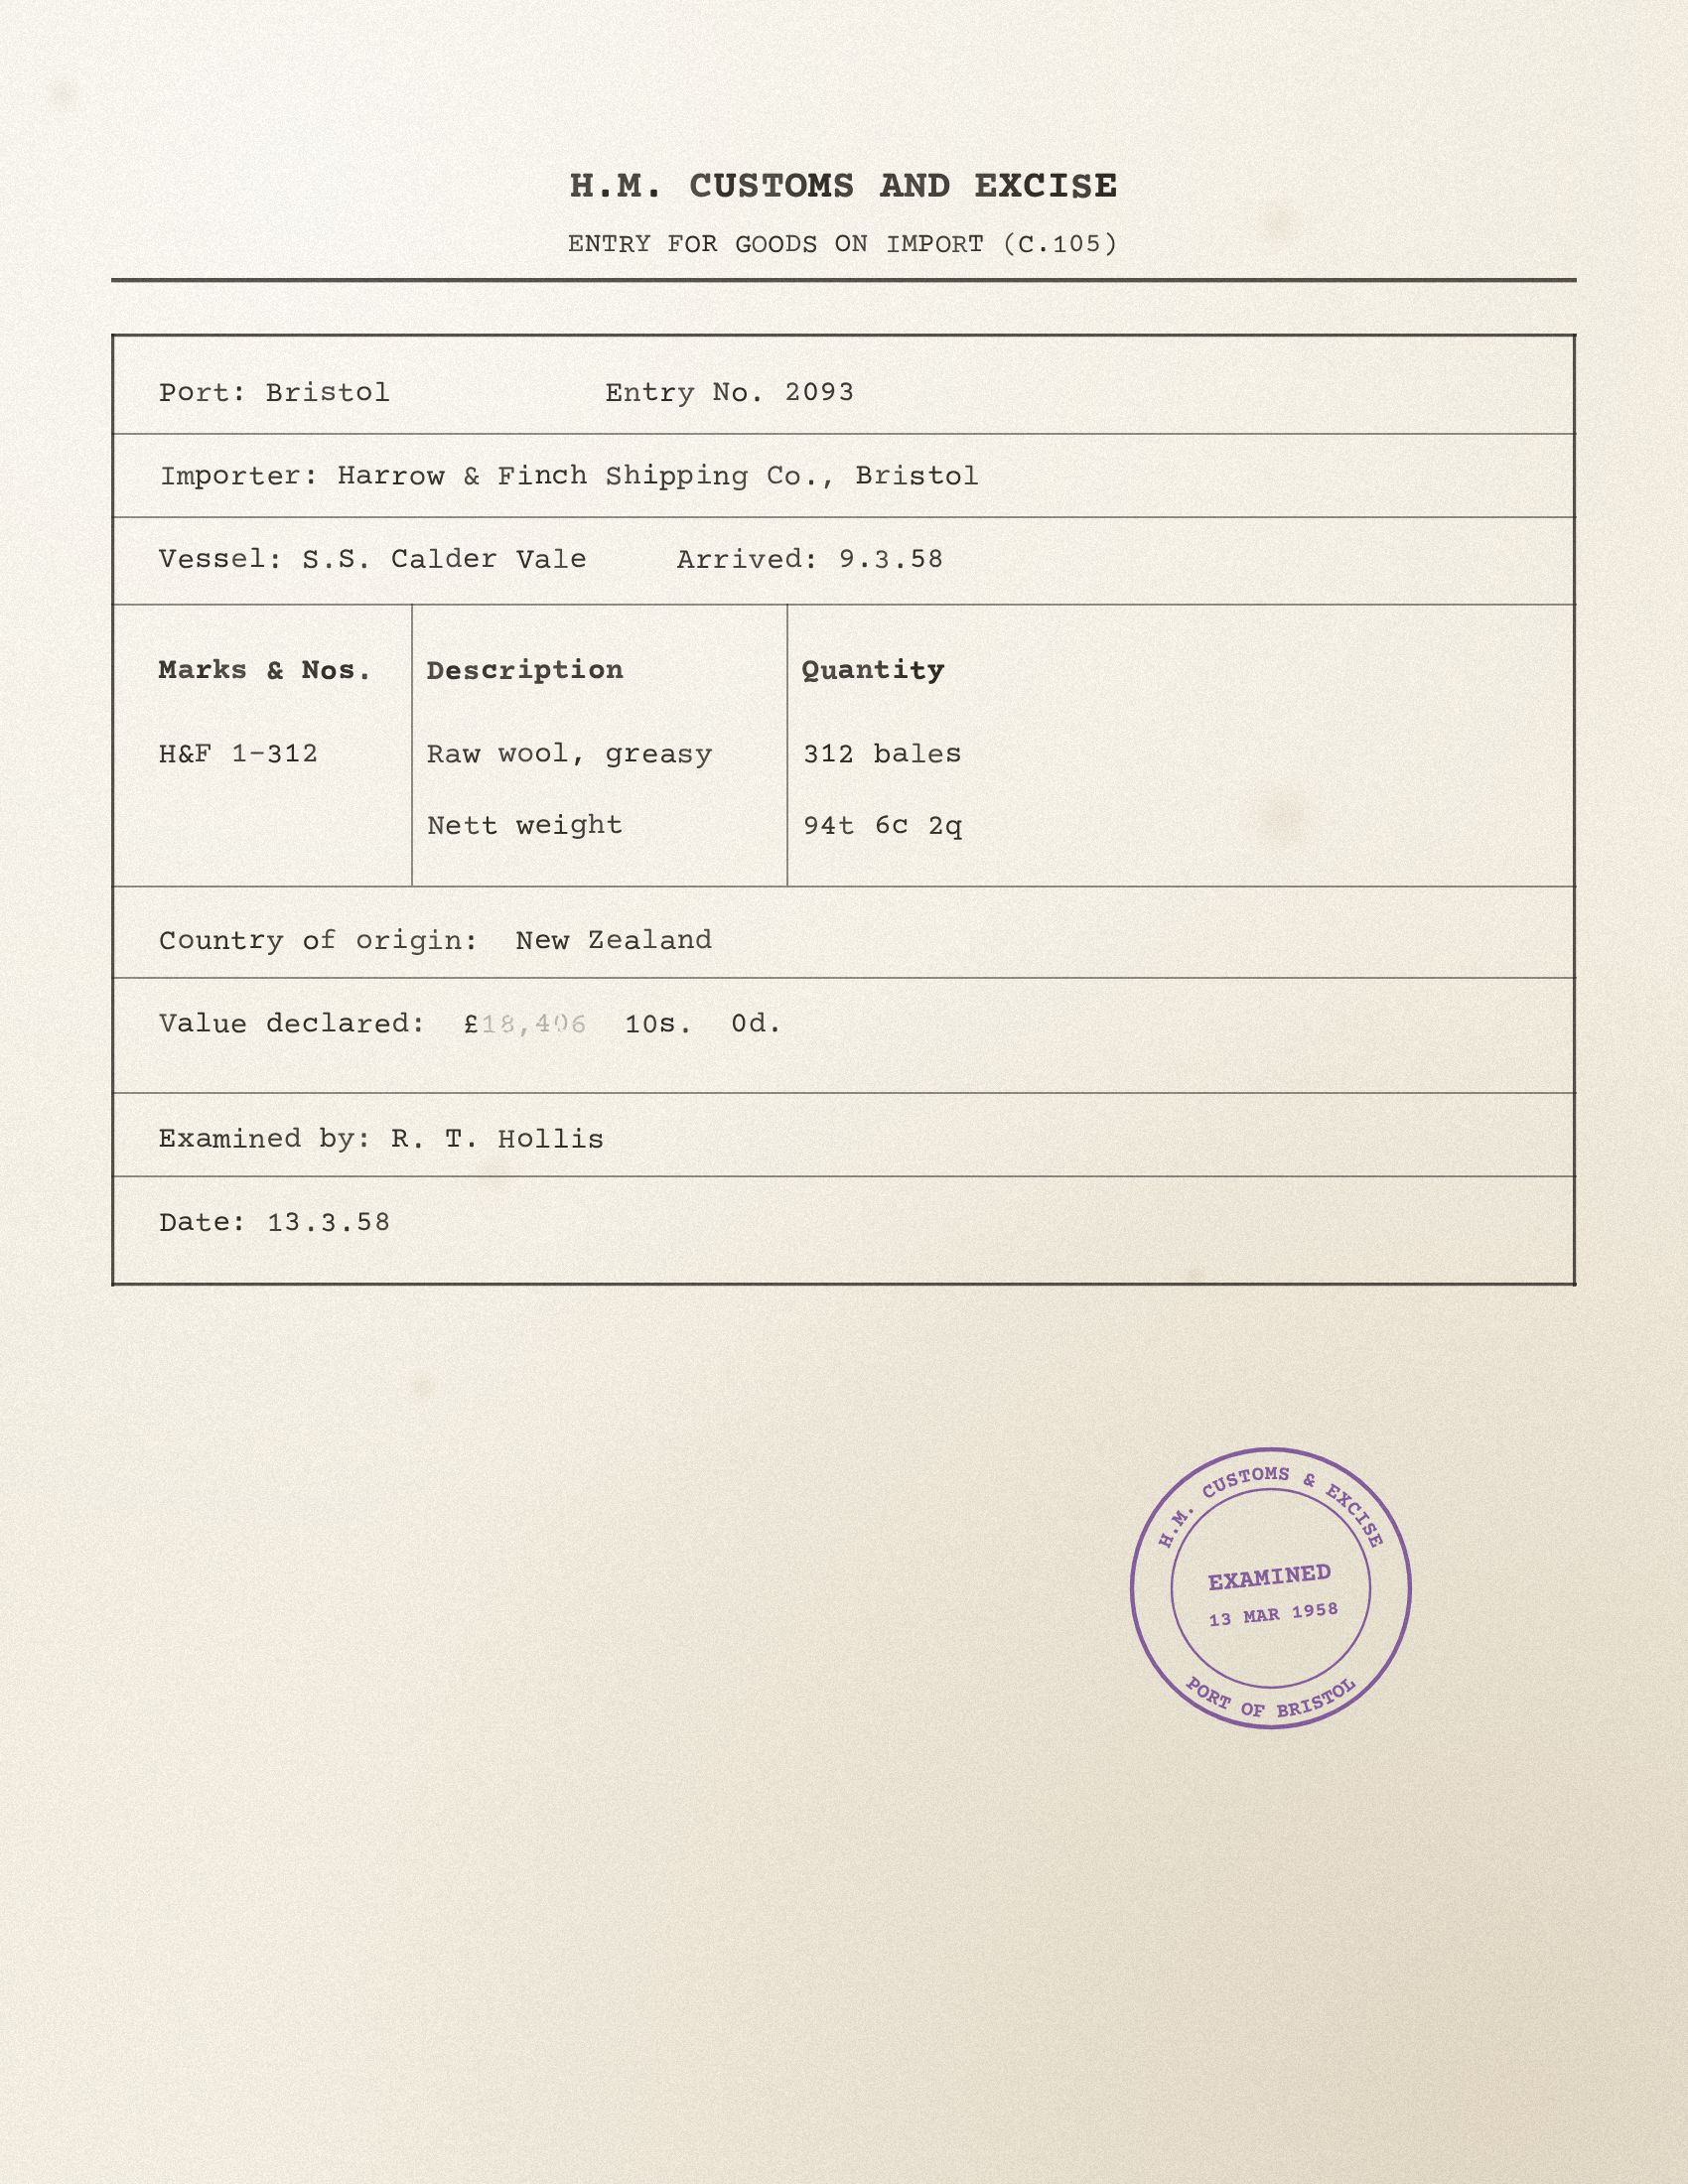 H.M. CUSTOMS AND EXCISE
ENTRY FOR GOODS ON IMPORT (C.105)
Port: Bristol Entry No. 2093
Importer: Harrow & Finch Shipping Co., Bristol
Vessel: S.S. Calder Vale Arrived: 9.3.58
Marks & Nos. Description Quantity
H&F 1-312 Raw wool, greasy 312 bales
Nett weight 94t 6c 2q
Country of origin: New Zealand
Value declared: £ 10s. 0d.
Examined by: R. T. Hollis
Date: 13.3.58
H.M. CUSTOMS & EXCISE
EXAMINED
13 MAR 1958
PORT OF BRISTOL